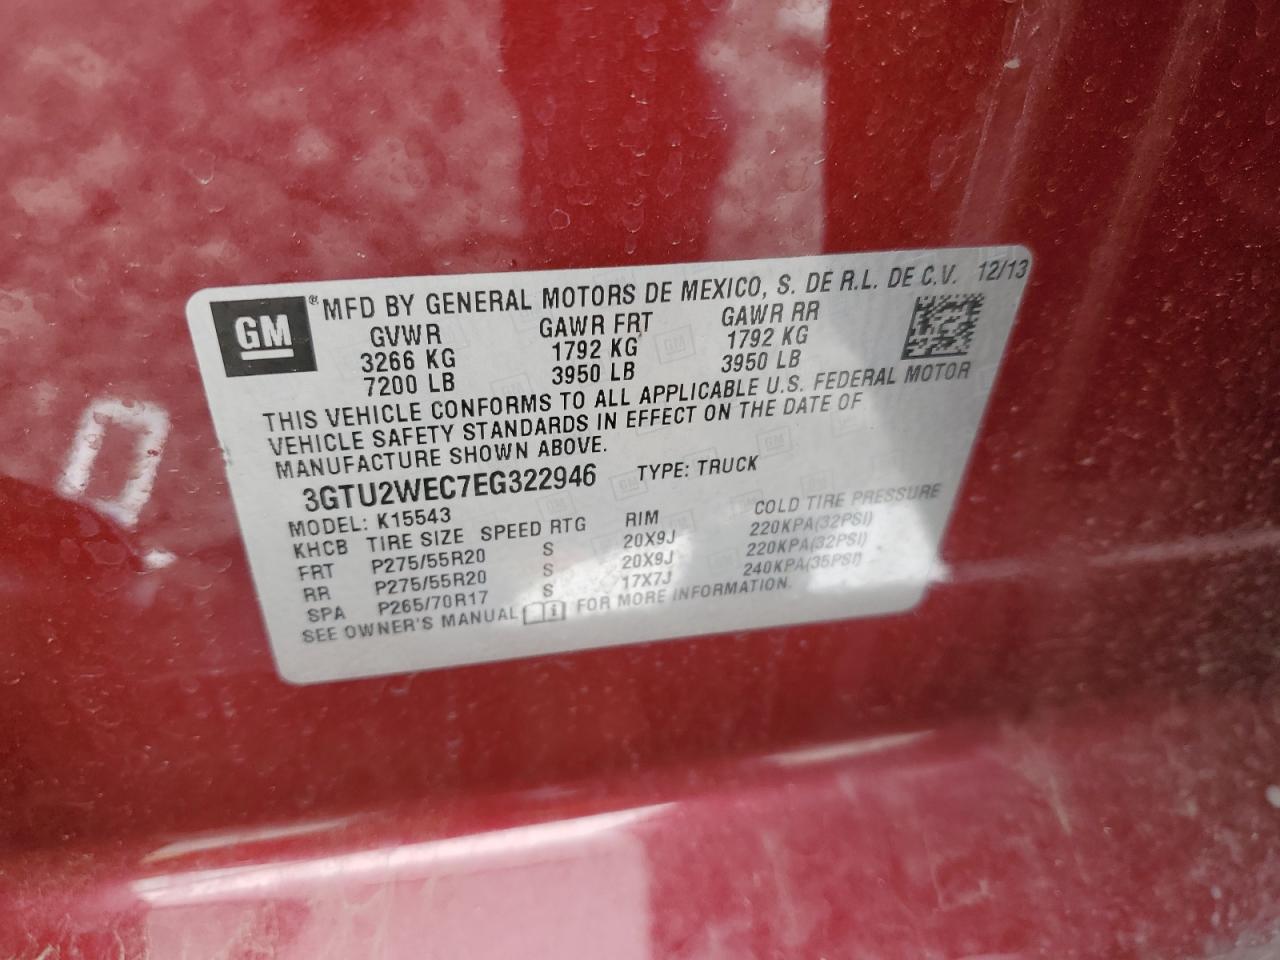 GM ® MFD BY GENERAL MOTORS DE MEXICO, S. DE R.L. DE C.V. 12/13
GVWR GAWR FRT GAWR RR
3266 KG 1792 KG 1792 KG
7200 LB 3950 LB 3950 LB
THIS VEHICLE CONFORMS TO ALL APPLICABLE U.S. FEDERAL MOTOR
VEHICLE SAFETY STANDARDS IN EFFECT ON THE DATE OF
MANUFACTURE SHOWN ABOVE.
3GTU2WEC7EG322946 TYPE: TRUCK
MODEL: K15543
KHCB TIRE SIZE SPEED RTG RIM COLD TIRE PRESSURE
FRT P275/55R20 S 20X9J 220KPA(32PSI)
RR P275/55R20 S 20X9J 220KPA(32PSI)
SPA P265/70R17 S 17X7J 240KPA(35PSI)
SEE OWNER'S MANUAL FOR MORE INFORMATION.